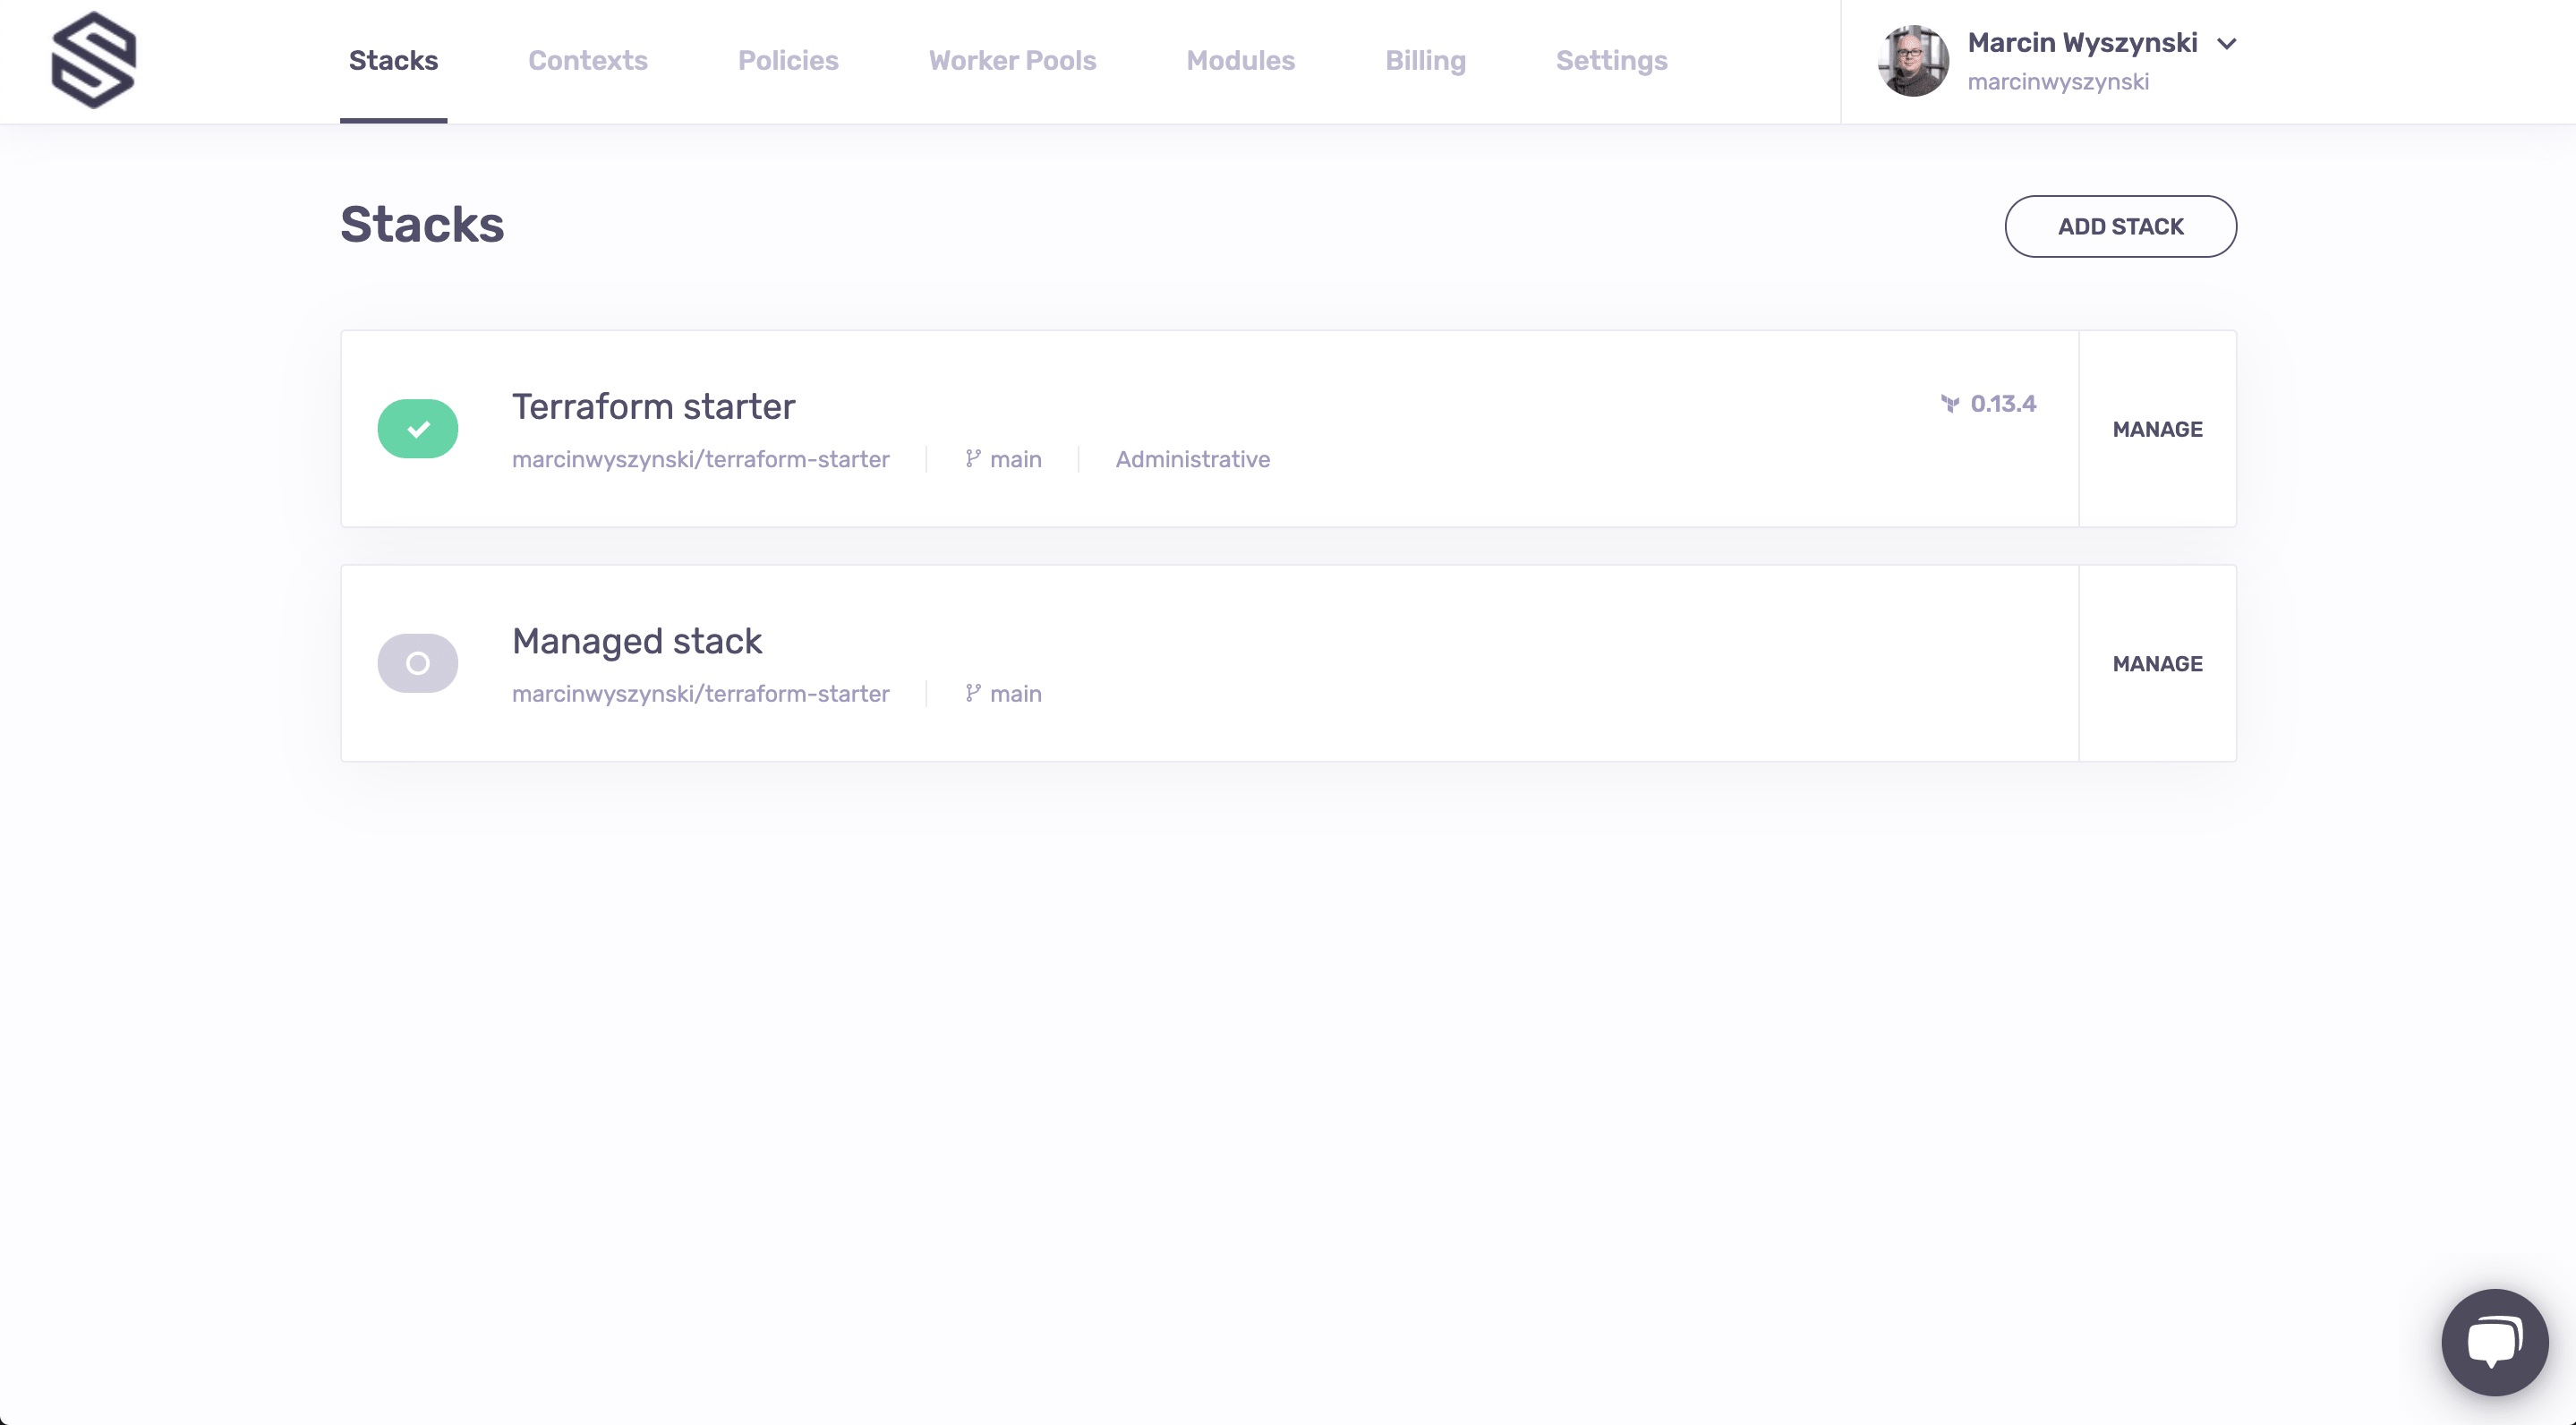 Stacks
Contexts
Policies
Worker Pools
Modules
Billing
Settings
Marcin Wyszynski
marcinwyszynski
Stacks
ADD STACK
Terraform starter
0.13.4
MANAGE
marcinwyszynski/terraform-starter
main
Administrative
Managed stack
MANAGE
marcinwyszynski/terraform-starter
main